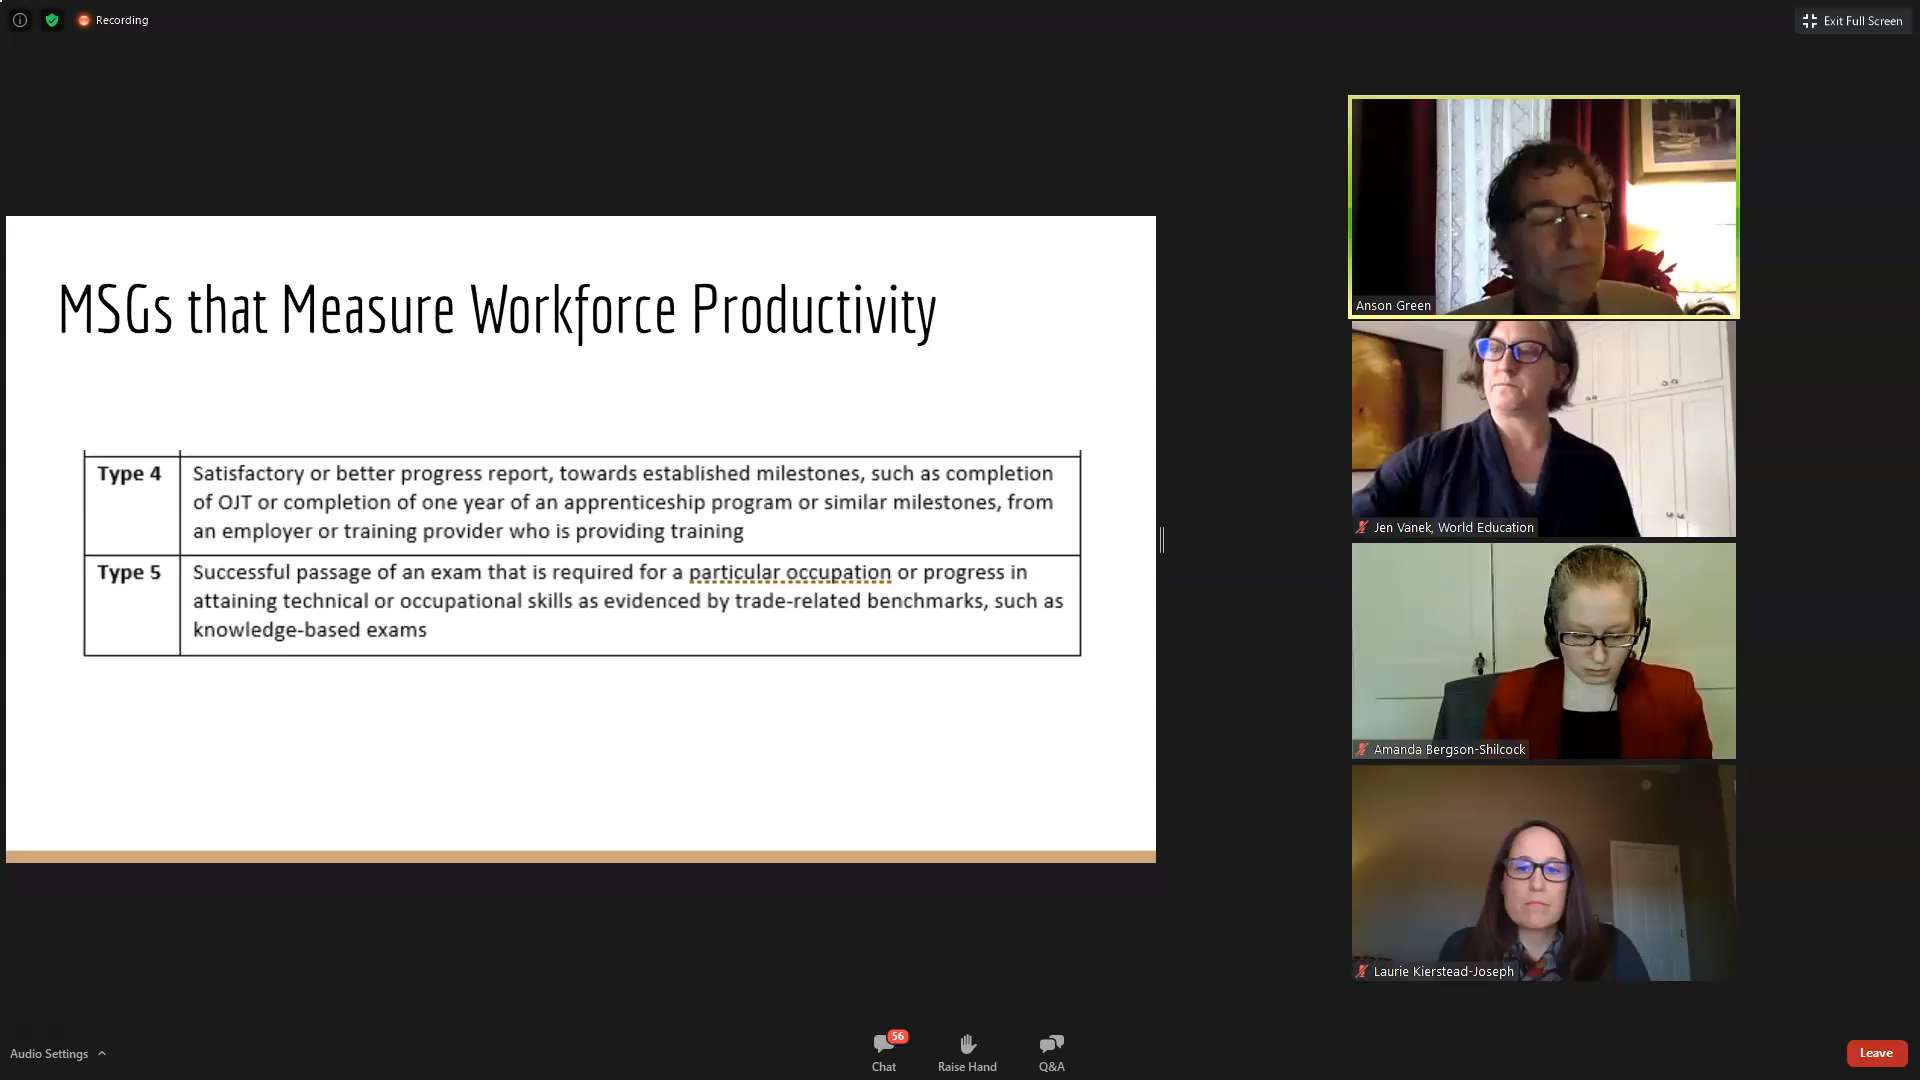 Recording
Exit Full Screen
MSGs that Measure Workforce Productivity
Type 4
Satisfactory or better progress report, towards established milestones, such as completion
of OJT or completion of one year of an apprenticeship program or similar milestones, from
an employer or training provider who is providing training
Type 5
Successful passage of an exam that is required for a particular occupation or progress in
attaining technical or occupational skills as evidenced by trade-related benchmarks, such as
knowledge-based exams
Anson Green
Jen Vanek, World Education
Amanda Bergson-Shilcock
Laurie Kierstead-Joseph
Audio Settings
56
Chat
Raise Hand
Q&A
Leave